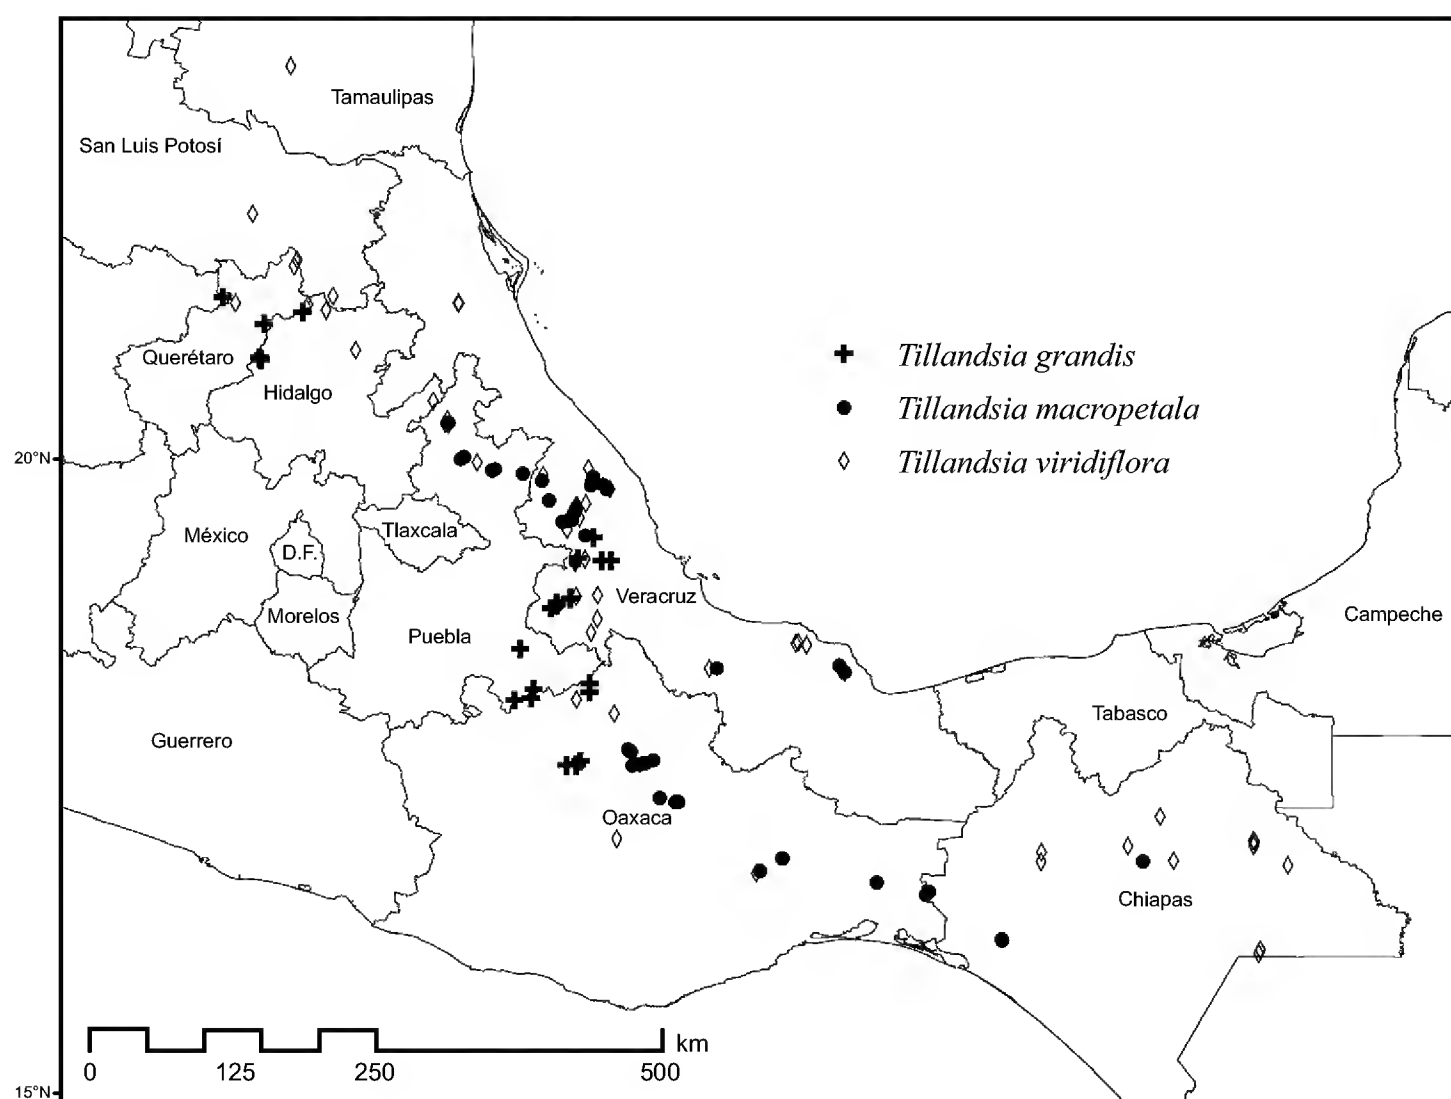 Tamaulipas
San Luis Potosí
Tillandsia grandis
Querétaro
Hidalgo
Tillandsia macropetala
20°N
Tillandsia viridiflora
México
Tlaxcala
D.F.
Veracruz
Morelos
Campeche
Puebla
Tabasco
Guerrero
Oaxaca
Chiapas
km
0 125 250 500
15°N